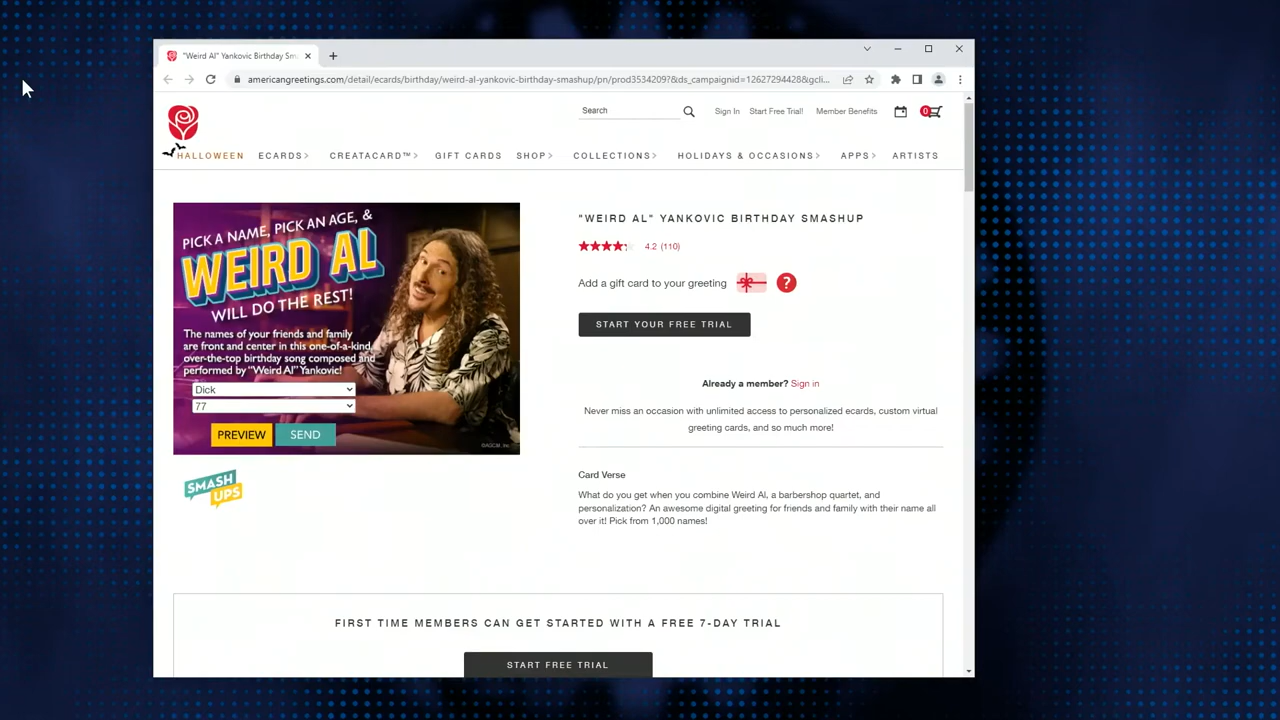 "Weird Al" Yankovic Birthday Sm
americangreetings.com/detail/ecards/birthday/weird-al-yankovic-birthday-smashup/pn/prod3534209?&ds_campaignid=12627294428&gcli...
Search
Sign In
Start Free Trial!
Member Benefits
0
HALLOWEEN
ECARDS
CREATACARD™
GIFT CARDS
SHOP
COLLECTIONS
HOLIDAYS & OCCASIONS
APPS
ARTISTS
PICK A NAME, PICK AN AGE, &
WEIRD AL
WILL DO THE REST!
The names of your friends and family
are front and center in this one-of-a-kind,
over-the-top birthday song composed and
performed by "Weird Al" Yankovic!
Dick
77
PREVIEW
SEND
©AGCM, Inc.
SMASH
UPS
"WEIRD AL" YANKOVIC BIRTHDAY SMASHUP
4.2 (110)
Add a gift card to your greeting
?
START YOUR FREE TRIAL
Already a member? Sign in
Never miss an occasion with unlimited access to personalized ecards, custom virtual
greeting cards, and so much more!
Card Verse
What do you get when you combine Weird Al, a barbershop quartet, and
personalization? An awesome digital greeting for friends and family with their name all
over it! Pick from 1,000 names!
FIRST TIME MEMBERS CAN GET STARTED WITH A FREE 7-DAY TRIAL
START FREE TRIAL